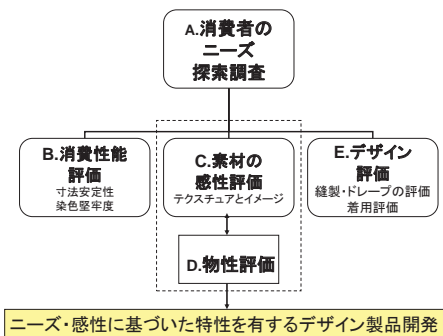 A.消費者の
ニーズ
探索調査
B.消費性能
評価
寸法安定性
染色堅牢度
C.素材の
感性評価
テクスチュアとイメージ
E.デザイン
評価
縫製・ドレープの評価
着用評価
D.物性評価
ニーズ・感性に基づいた特性を有するデザイン製品開発